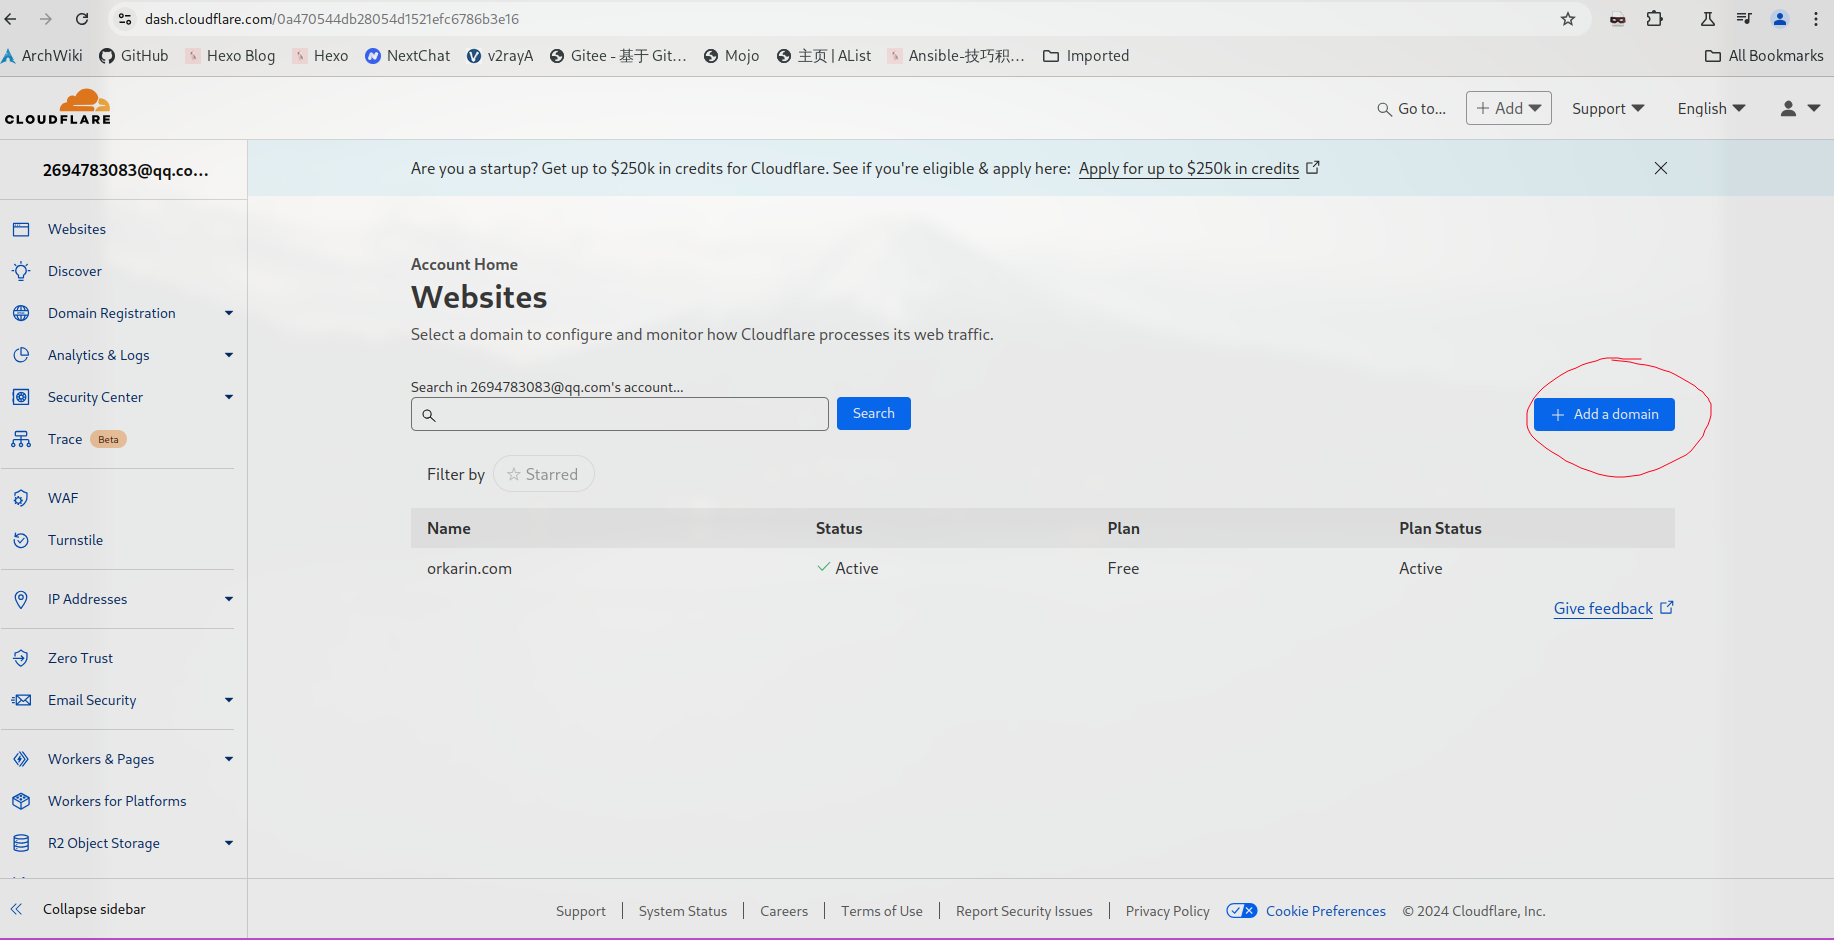 dash.cloudflare.com/0a470544db28054d1521efc6786b3e16
ArchWiki GitHub Hexo Blog Hexo NextChat v2rayA Gitee - 基于 Git... Mojo 主页 | AList Ansible-技巧积... Imported All Bookmarks
CLOUDFLARE
Go to... + Add Support English
2694783083@qq.co...
Are you a startup? Get up to $250k in credits for Cloudflare. See if you're eligible & apply here: Apply for up to $250k in credits
Websites
Discover
Domain Registration
Analytics & Logs
Security Center
Trace Beta
WAF
Turnstile
IP Addresses
Zero Trust
Email Security
Workers & Pages
Workers for Platforms
R2 Object Storage
Collapse sidebar
Account Home
Websites
Select a domain to configure and monitor how Cloudflare processes its web traffic.
Search in 2694783083@qq.com's account...
Search
+ Add a domain
Filter by Starred
Name Status Plan Plan Status
orkarin.com Active Free Active
Give feedback
Support System Status Careers Terms of Use Report Security Issues Privacy Policy Cookie Preferences © 2024 Cloudflare, Inc.